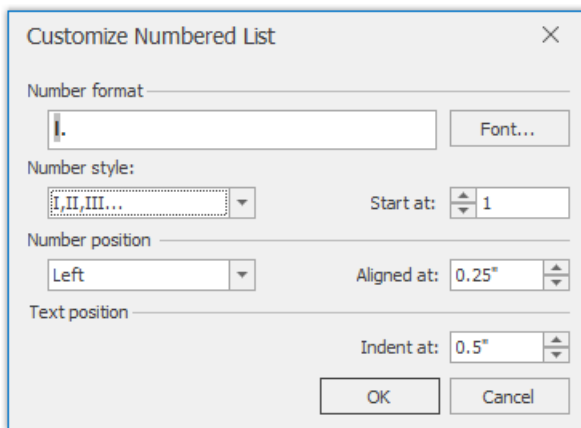 Customize Numbered List
Number format
I.
Font...
Number style:
I,II,III...
Start at: 1
Number position
Left
Aligned at: 0.25"
Text position
Indent at: 0.5"
OK Cancel